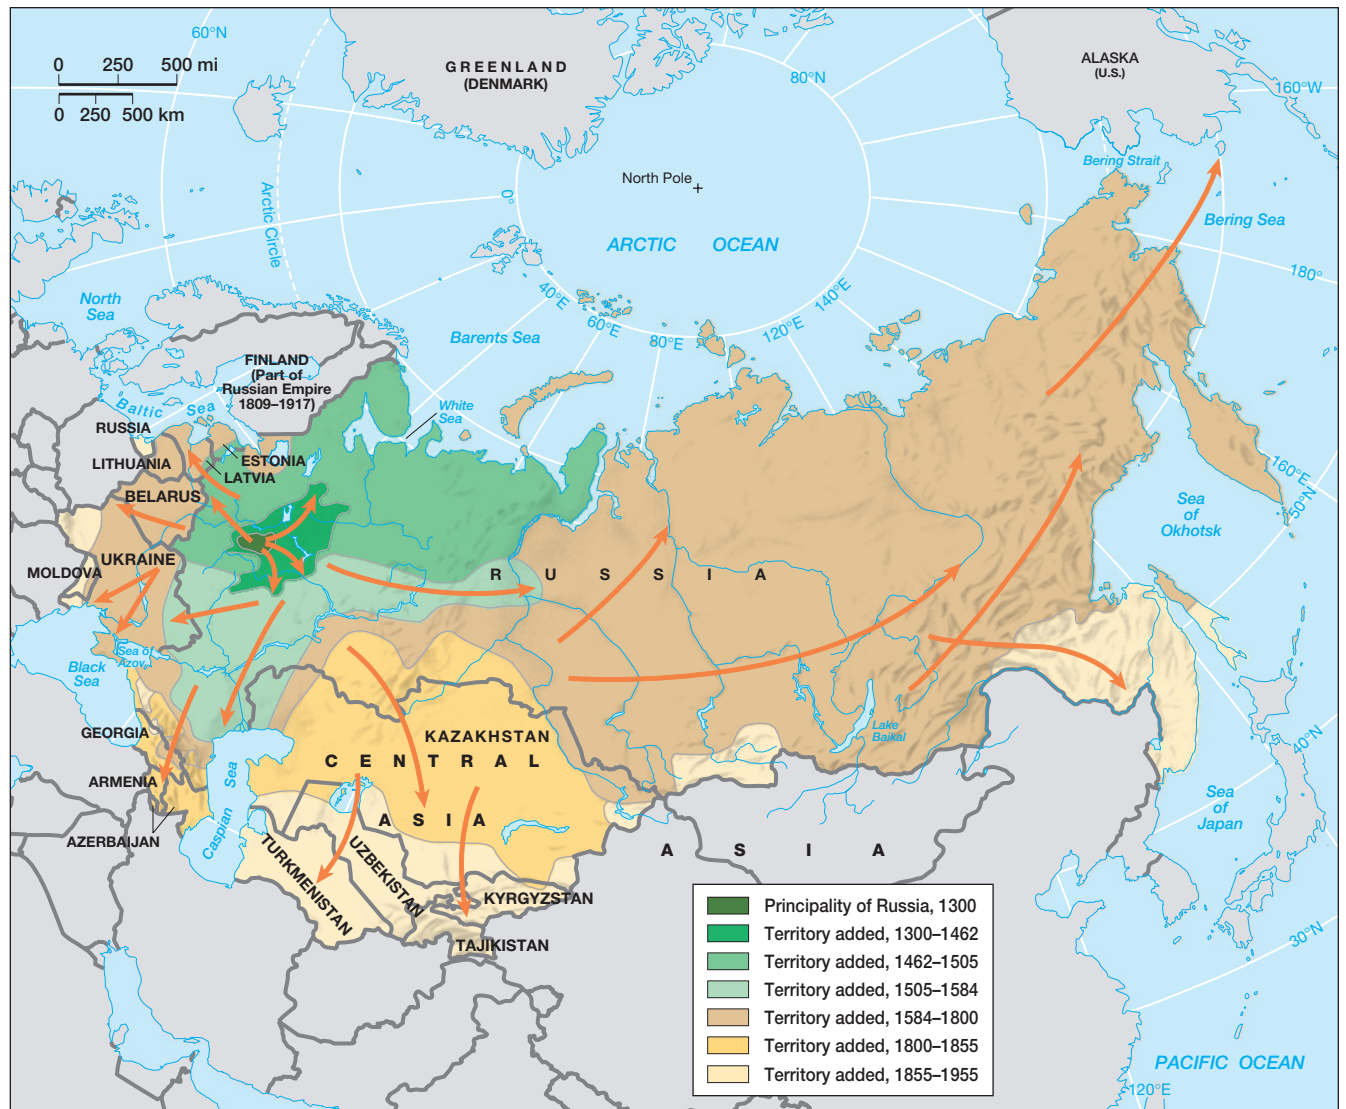 60°N
0 250 500 mi
0 250 500 km
GREENLAND
(DENMARK)
80°N
ALASKA
(U.S.)
160°W
North Pole
Bering Strait
Bering Sea
Arctic Circle
0°
ARCTIC OCEAN
180°
North
Sea
40°E
60°E
80°E
120°E
140°E
Barents Sea
FINLAND
(Part of
Russian Empire
1809–1917)
Baltic Sea
White
Sea
RUSSIA
LITHUANIA
ESTONIA
LATVIA
BELARUS
160°E
50°N
Sea
of
Okhotsk
UKRAINE
MOLDOVA
RUSSIA
Sea of
Azov
Black
Sea
GEORGIA
KAZAKHSTAN
CENTRAL
ASIA
Lake
Baikal
40°N
ARMENIA
Caspian Sea
AZERBAIJAN
TURKMENISTAN
UZBEKISTAN
KYRGYZSTAN
TAJIKISTAN
ASIA
Sea
of
Japan
30°N
Principality of Russia, 1300
Territory added, 1300–1462
Territory added, 1462–1505
Territory added, 1505–1584
Territory added, 1584–1800
Territory added, 1800–1855
Territory added, 1855–1955
PACIFIC OCEAN
120°E